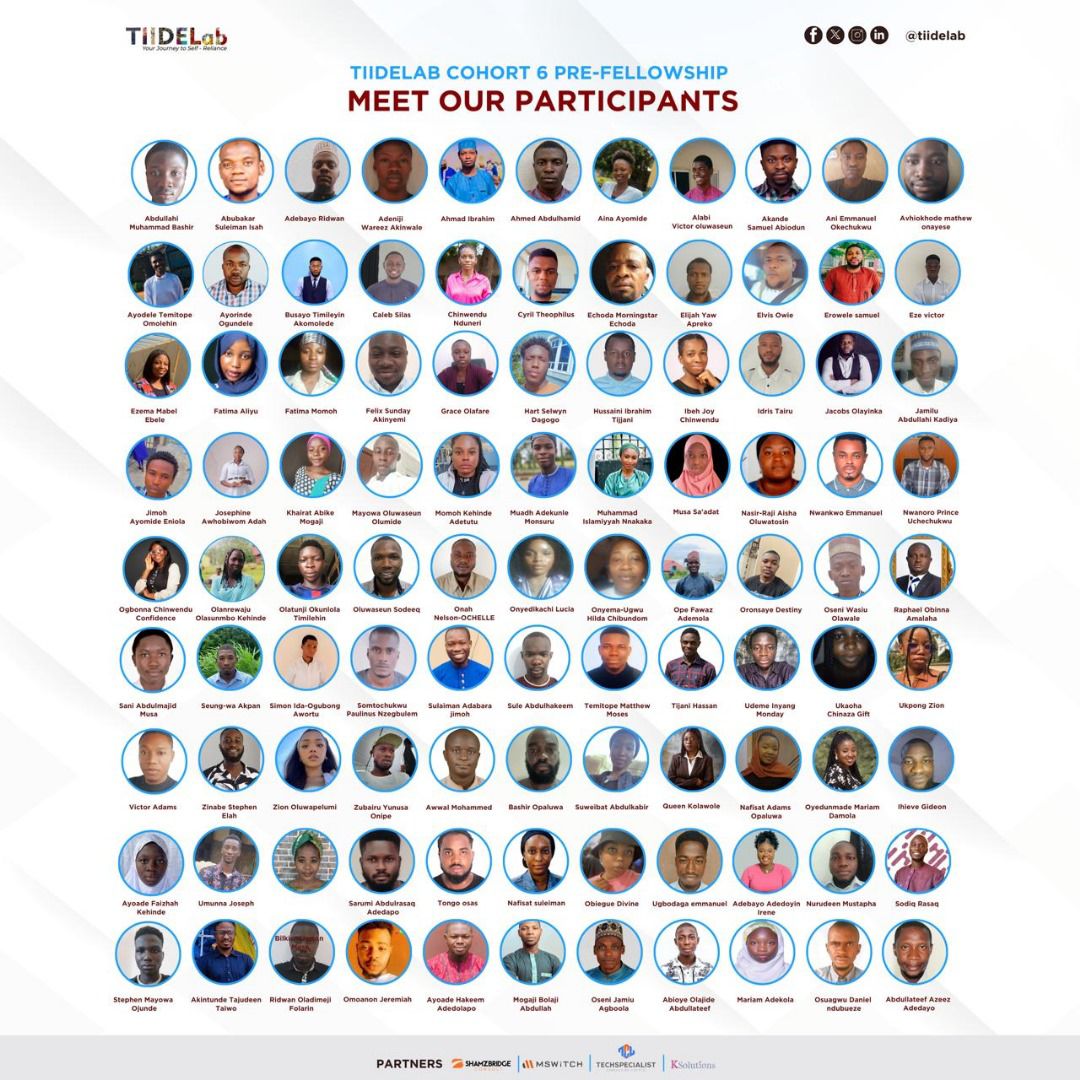 TIIDELab
Your Journey to Self - Reliance
@tiidelab
TIIDELAB COHORT 6 PRE-FELLOWSHIP
MEET OUR PARTICIPANTS
Abdullahi
Muhammad Bashir
Abubakar
Suleiman Isah
Adebayo Ridwan
Adeniji
Wareez Akinwale
Ahmad Ibrahim
Ahmed Abdulhamid
Aina Ayomide
Alabi
Victor oluwaseun
Akande
Samuel Abiodun
Ani Emmanuel
Okechukwu
Avhiokhode mathew
onayese
Ayodele Temitope
Omolehin
Ayorinde
Ogundele
Busayo Timileyin
Akomolede
Caleb Silas
Chinwendu
Nduneri
Cyril Theophilus
Echoda Morningstar
Echoda
Elijah Yaw
Apreko
Elvis Owie
Erowele samuel
Eze victor
Ezema Mabel
Ebele
Fatima Aliyu
Fatima Momoh
Felix Sunday
Akinyemi
Grace Olafare
Hart Selwyn
Dagogo
Hussaini Ibrahim
Tijjani
Ibeh Joy
Chinwendu
Idris Tairu
Jacobs Olayinka
Jamilu
Abdullahi Kadiya
Jimoh
Ayomide Eniola
Josephine
Awhobiwom Adah
Khairat Abike
Mogaji
Mayowa Oluwaseun
Olumide
Momoh Kehinde
Adetutu
Muadh Adekunle
Monsuru
Muhammad
Islamiyyah Nnakaka
Musa Sa'adat
Nasir-Raji Aisha
Oluwatosin
Nwankwo Emmanuel
Nwanoro Prince
Uchechukwu
Ogbonna Chinwendu
Confidence
Olanrewaju
Olasunmbo Kehinde
Olatunji Okunlola
Timilehin
Oluwaseun Sodeeq
Onah
Nelson-OCHELLE
Onyedikachi Lucia
Onyema-Ugwu
Hilda Chibundom
Ope Fawaz
Ademola
Oronsaye Destiny
Oseni Wasiu
Olawale
Raphael Obinna
Amalaha
Sani Abdulmajid
Musa
Seung-wa Akpan
Simon Ida-Ogubong
Awortu
Somtochukwu
Paulinus Nzegbulem
Sulaiman Adabara
jimoh
Sule Abdulhakeem
Temitope Matthew
Moses
Tijani Hassan
Udeme Inyang
Monday
Ukaoha
Chinaza Gift
Ukpong Zion
Victor Adams
Zinabe Stephen
Elah
Zion Oluwapelumi
Zubairu Yunusa
Onipe
Awwal Mohammed
Bashir Opaluwa
Suweibat Abdulkabir
Queen Kolawole
Nafisat Adams
Opaluwa
Oyedunmade Mariam
Damola
Ihieve Gideon
Ayoade Faizhah
Kehinde
Umunna Joseph
Sarumi Abdulrasaq
Adedapo
Tongo osas
Nafisat suleiman
Obiegue Divine
Ugbodaga emmanuel
Adebayo Adedoyin
Irene
Nurudeen Mustapha
Sodiq Rasaq
Stephen Mayowa
Ojunde
Akintunde Tajudeen
Taiwo
Ridwan Oladimeji
Folarin
Omoanon Jeremiah
Ayoade Hakeem
Adedolapo
Mogaji Bolaji
Abdullah
Oseni Jamiu
Agboola
Abioye Olajide
Abdullateef
Mariam Adekola
Osuagwu Daniel
ndubueze
Abdullateef Azeez
Adedayo
PARTNERS
SHAMZBRIDGE
MSWITCH
TECHSPECIALIST
KSolutions